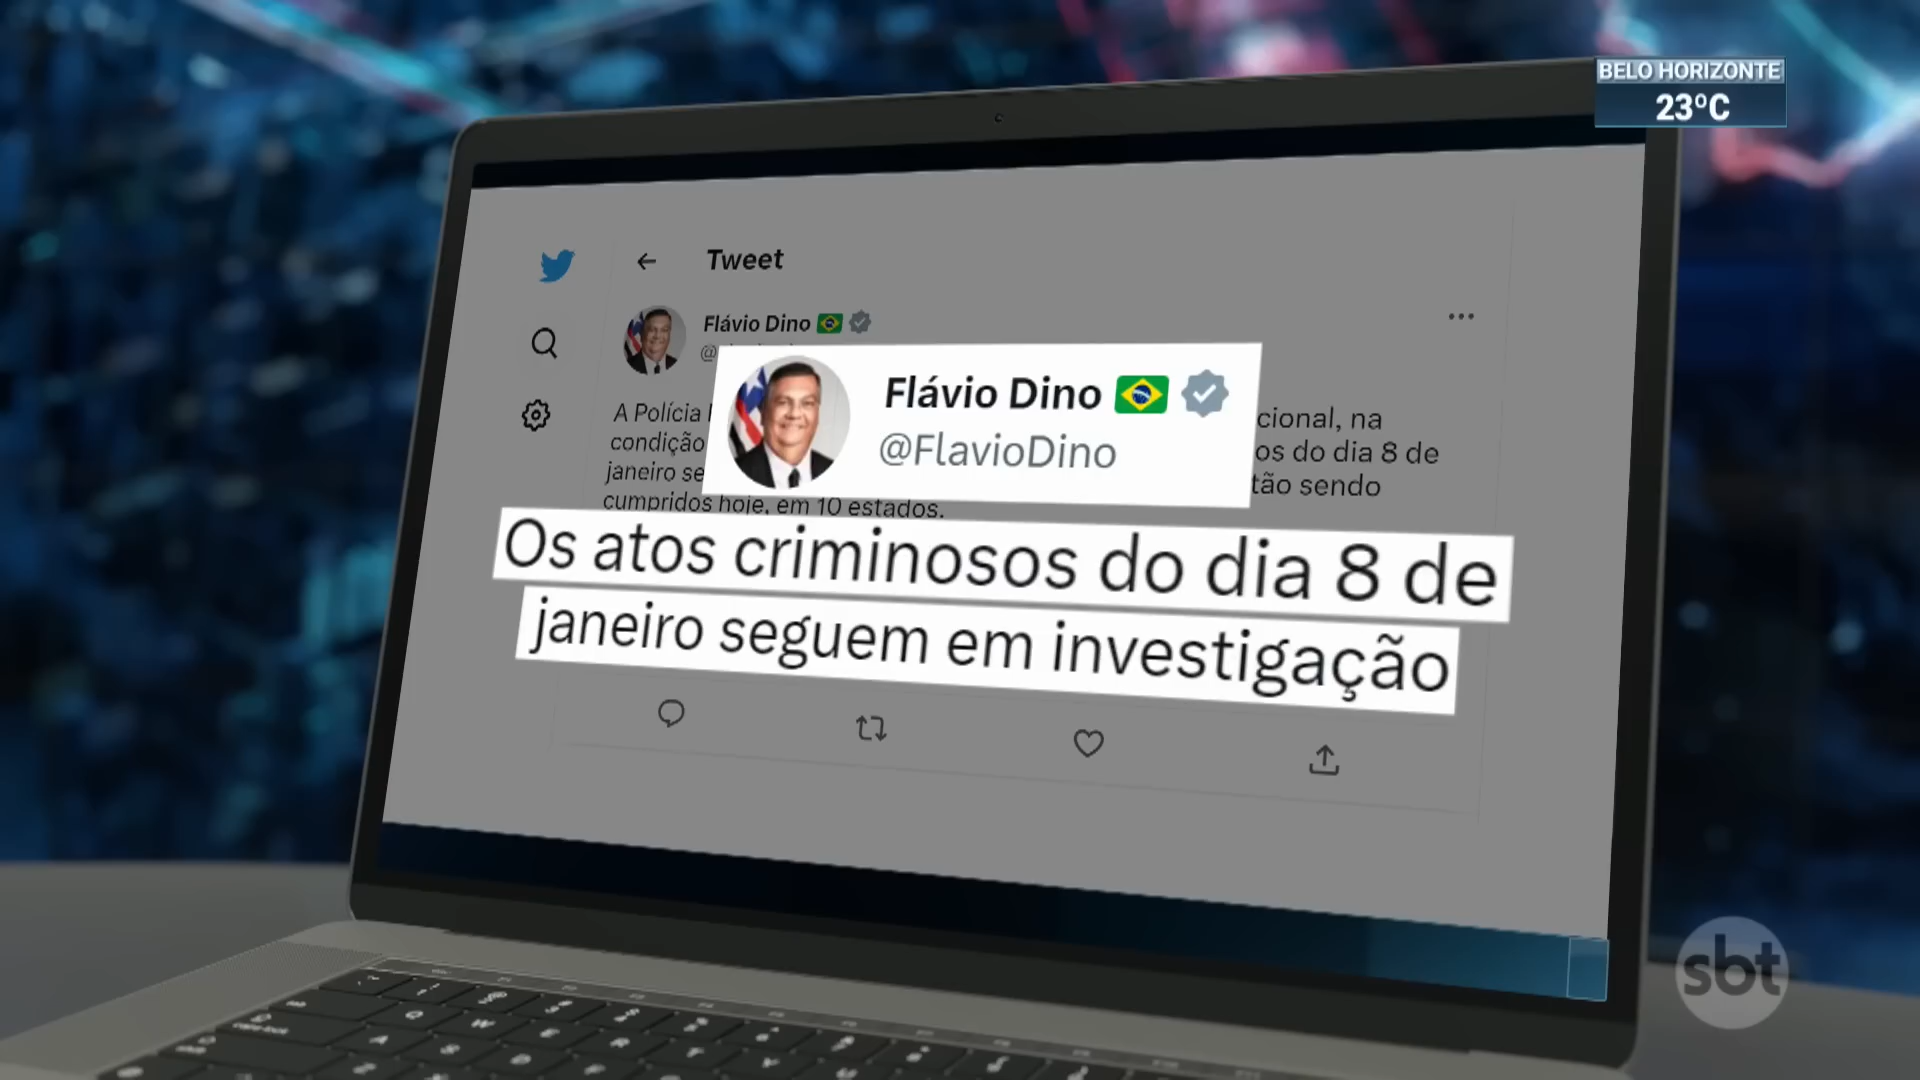 BELO HORIZONTE
23ºC
Tweet
Flávio Dino
@
Flávio Dino
@FlavioDino
A Polícia
cional, na
condição
os do dia 8 de
janeiro se
tão sendo
cumpridos hoje, em 10 estados.
Os atos criminosos do dia 8 de
janeiro seguem em investigação
sbt